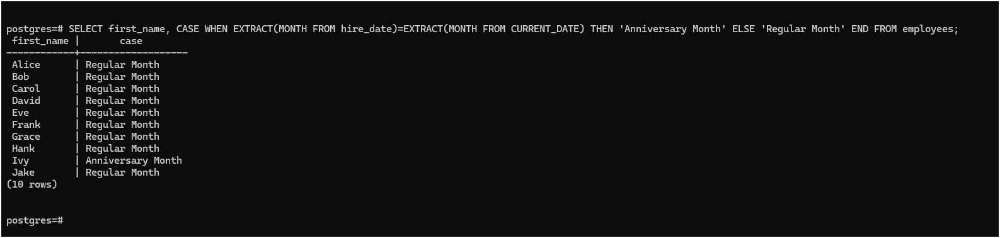 postgres=# SELECT first_name, CASE WHEN EXTRACT(MONTH FROM hire_date)=EXTRACT(MONTH FROM CURRENT_DATE) THEN 'Anniversary Month' ELSE 'Regular Month' END FROM employees;
 first_name |       case
------------+-------------------
 Alice      | Regular Month
 Bob        | Regular Month
 Carol      | Regular Month
 David      | Regular Month
 Eve        | Regular Month
 Frank      | Regular Month
 Grace      | Regular Month
 Hank       | Regular Month
 Ivy        | Anniversary Month
 Jake       | Regular Month
(10 rows)
postgres=#